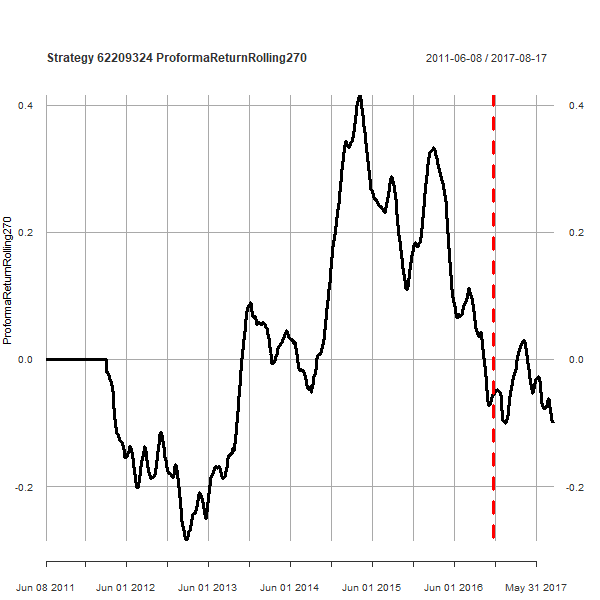 Strategy 62209324 ProformaReturnRolling270
2011-06-08 / 2017-08-17
ProformaReturnRolling270
0.4
0.2
0.0
-0.2
0.4
0.2
0.0
-0.2
Jun 08 2011
Jun 01 2012
Jun 01 2013
Jun 01 2014
Jun 01 2015
Jun 01 2016
May 31 2017